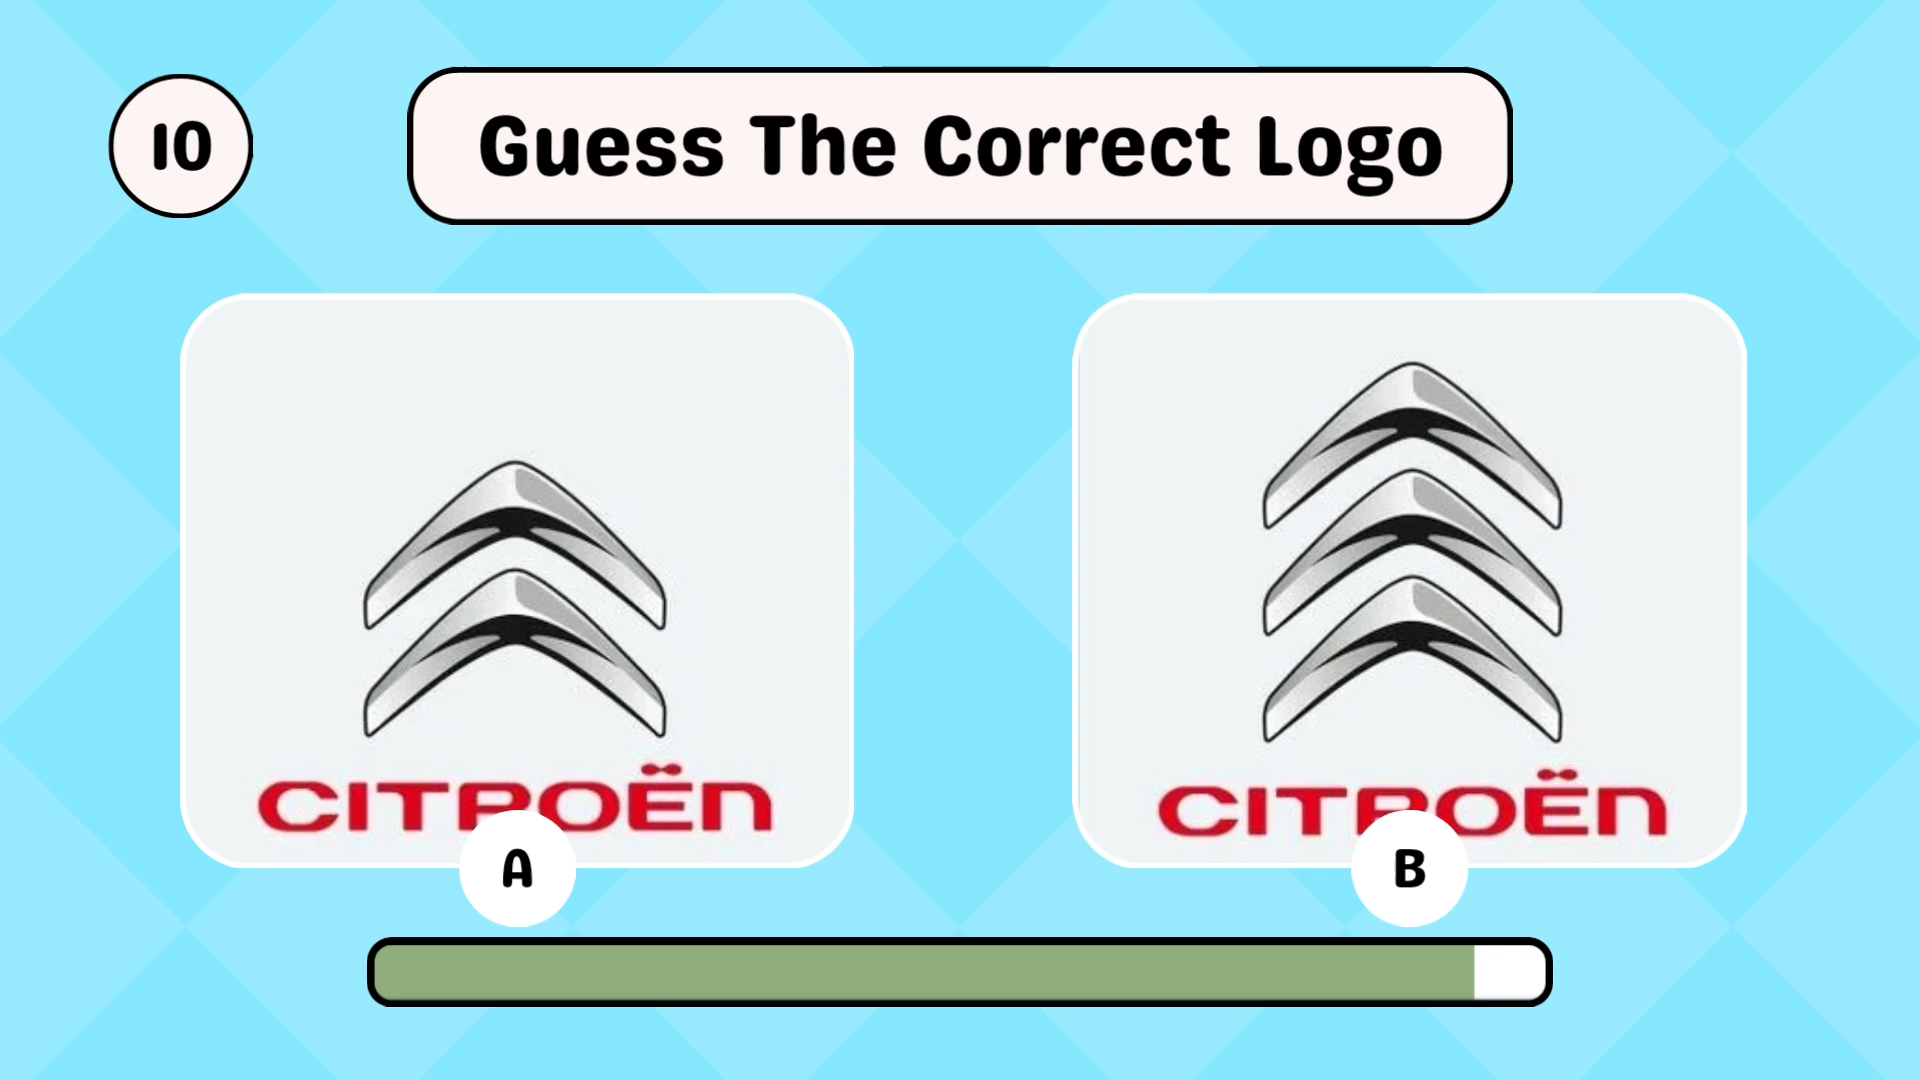 10
Guess The Correct Logo
CITROËN
CITROËN
A
B